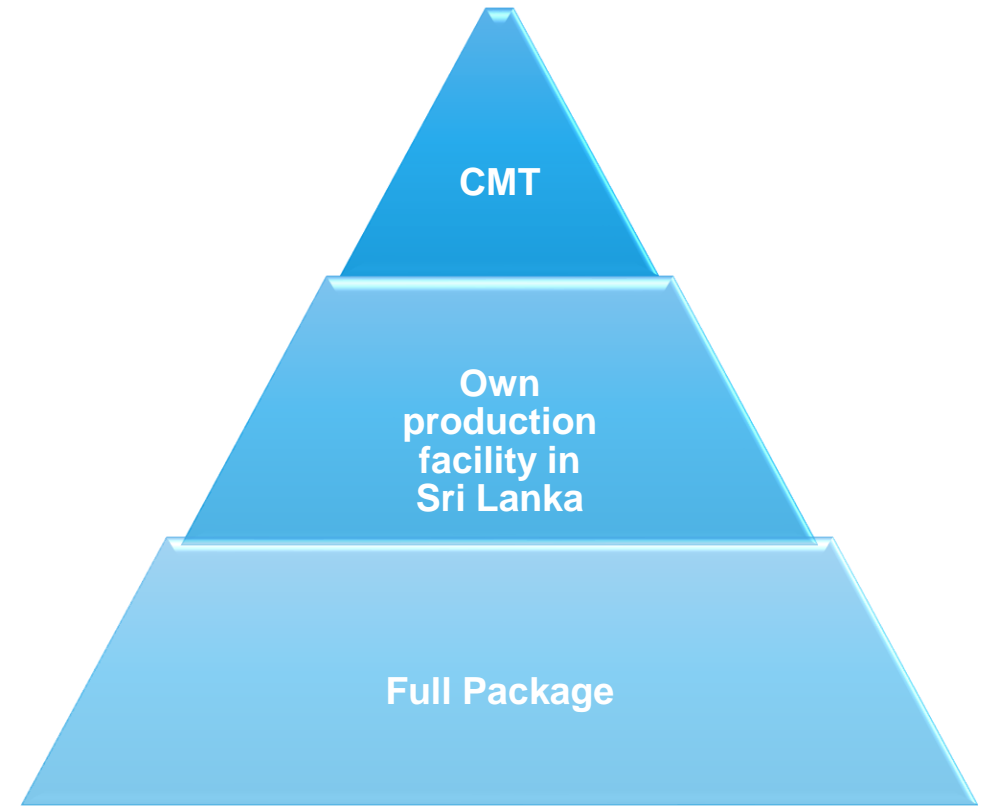 CMT
Own
production
facility in
Sri Lanka
Full Package